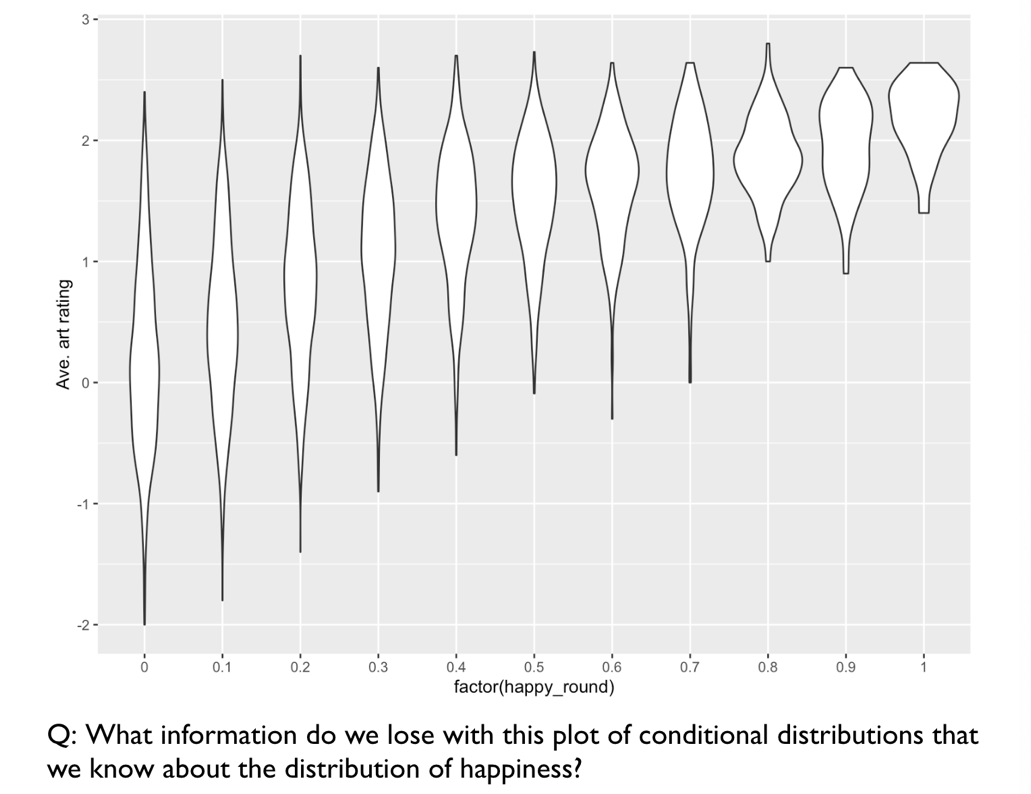 3
2
1
0
-1
-2
Ave. art rating
0 0.1 0.2 0.3 0.4 0.5 0.6 0.7 0.8 0.9 1
factor(happy_round)
Q: What information do we lose with this plot of conditional distributions that
we know about the distribution of happiness?